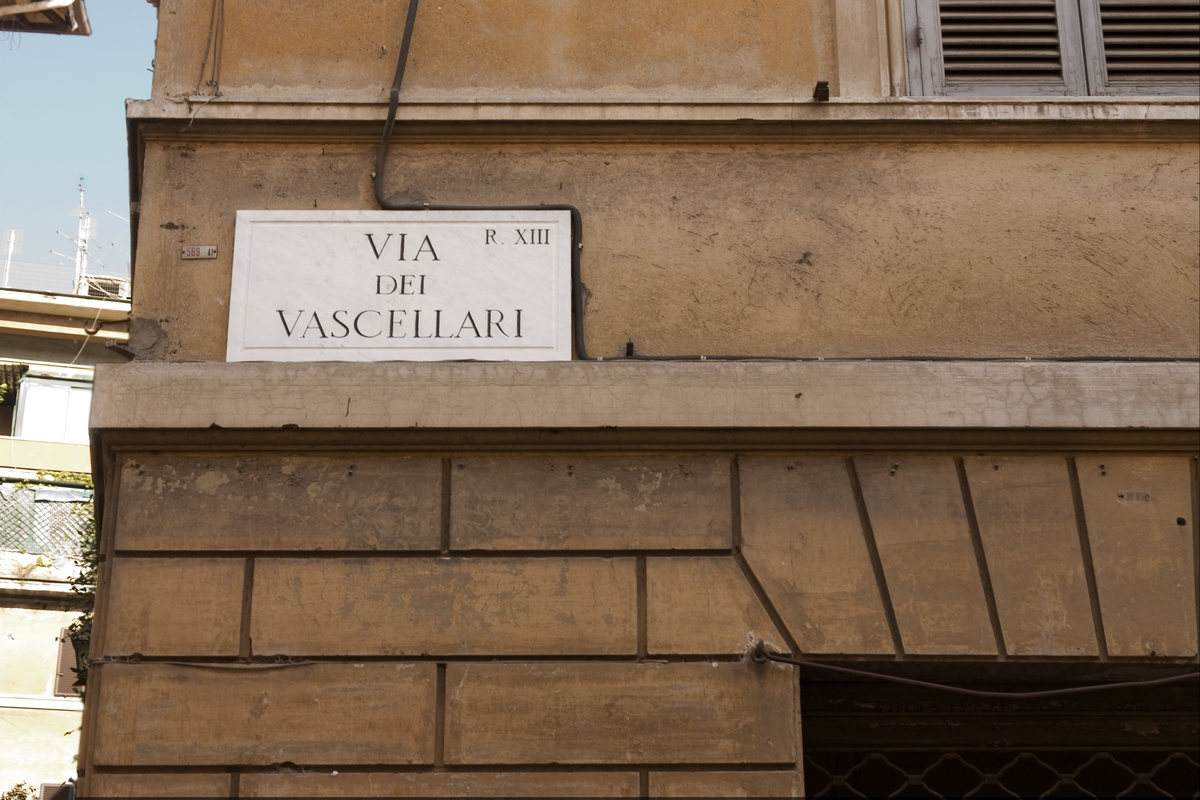 R. XIII
VIA
DEI
VASCELLARI